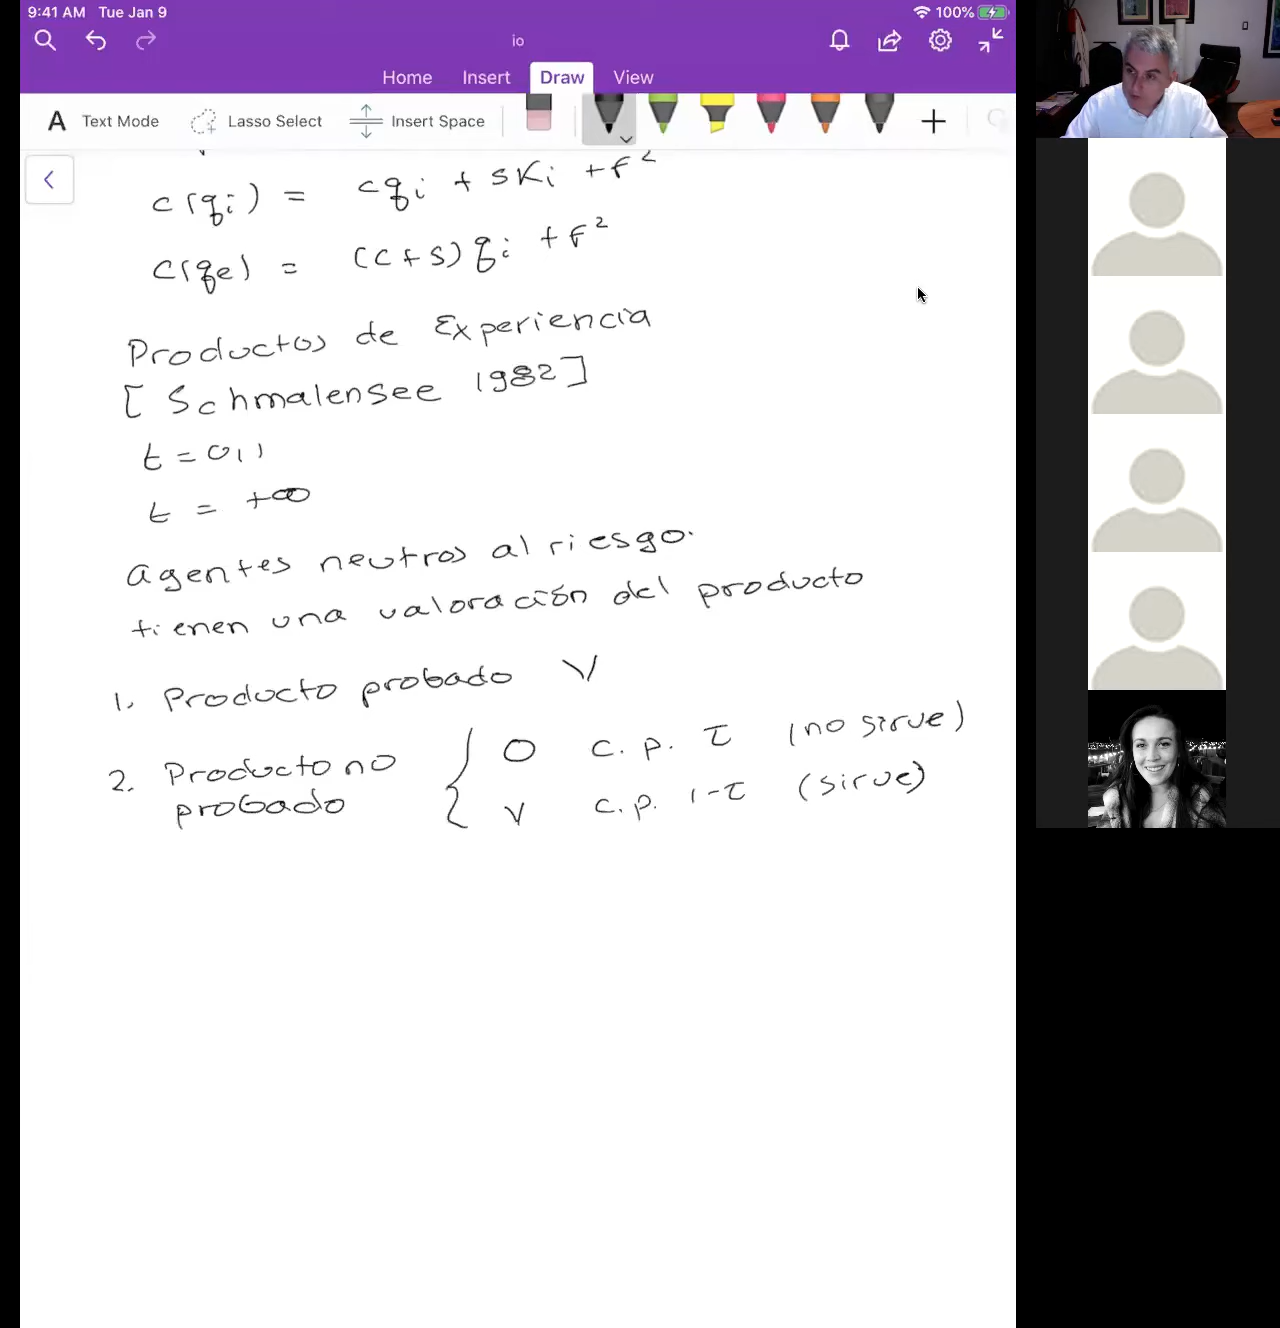 9:41 AM Tue Jan 9
100%
io
Home Insert Draw View
A Text Mode Lasso Select Insert Space
c(qi) = cqi + ski + f²
c(qe) = (c+s)qi + f²
Productos de Experiencia
[Schmalensee 1982]
t = 0,1
t = +∞
agentes neutros al riesgo.
tienen una valoración del producto
1. Producto probado V
2. Producto no probado { 0 c.p. τ (no sirve)
V c.p. 1-τ (sirve)